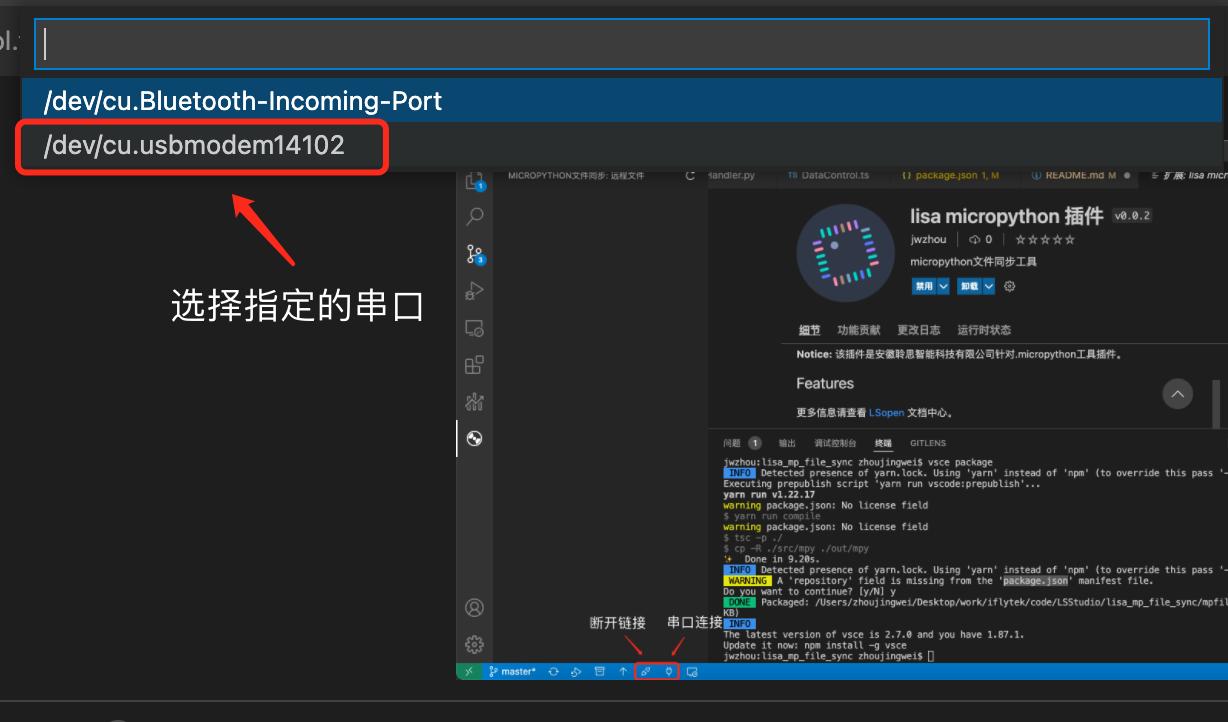 /dev/cu.Bluetooth-Incoming-Port
/dev/cu.usbmodem14102
选择指定的串口
MICROPYTHON文件同步: 远程文件
Handler.py
TS DataControl.ts
{} package.json 1, M
README.md M
扩展: lisa micr
1
3
lisa micropython 插件 v0.0.2
jwzhou
0
micropython文件同步工具
禁用
卸载
细节 功能贡献 更改日志 运行时状态
Notice: 该插件是安徽聆思智能科技有限公司针对.micropython工具插件。
Features
更多信息请查看 LSopen 文档中心。
问题 1 输出 调试控制台 终端 GITLENS
jwzhou:lisa_mp_file_sync zhoujingwei$ vsce package
INFO Detected presence of yarn.lock. Using 'yarn' instead of 'npm' (to override this pass '-
Executing prepublish script 'yarn run vscode:prepublish'...
yarn run v1.22.17
warning package.json: No license field
$ yarn run compile
warning package.json: No license field
$ tsc -p ./
$ cp -R ./src/mpy ./out/mpy
Done in 9.20s.
INFO Detected presence of yarn.lock. Using 'yarn' instead of 'npm' (to override this pass '-
WARNING A 'repository' field is missing from the 'package.json' manifest file.
Do you want to continue? [y/N] y
DONE Packaged: /Users/zhoujingwei/Desktop/work/iflytek/code/LSStudio/lisa_mp_file_sync/mpfil
KB)
INFO
The latest version of vsce is 2.7.0 and you have 1.87.1.
Update it now: npm install -g vsce
jwzhou:lisa_mp_file_sync zhoujingwei$
断开链接 串口连接
master*